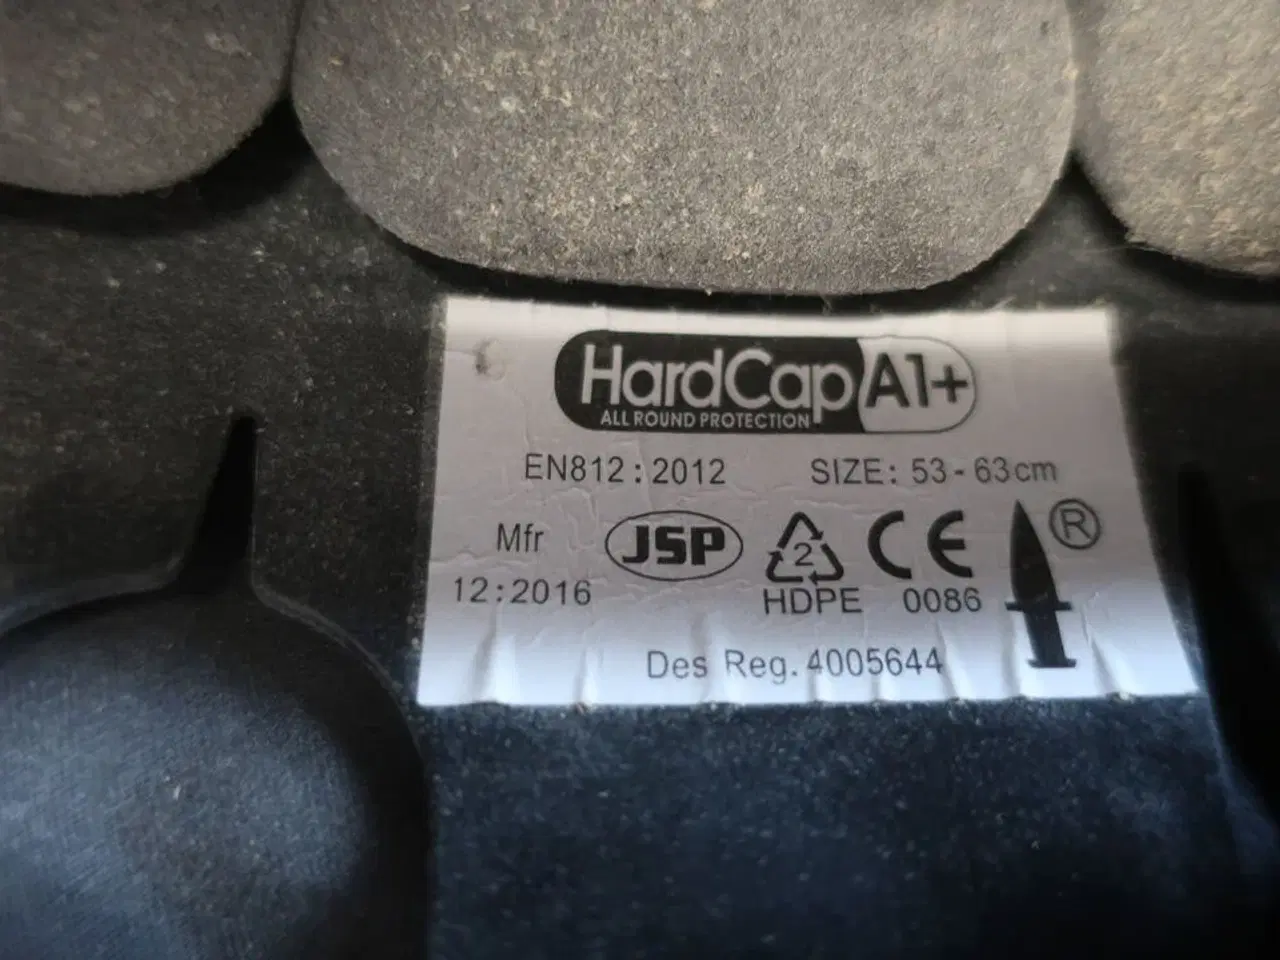 HardCap A1+
ALL ROUND PROTECTION
EN812:2012 SIZE: 53-63cm
Mfr JSP 2 CE ®
12:2016 HDPE 0086
Des Reg. 4005644